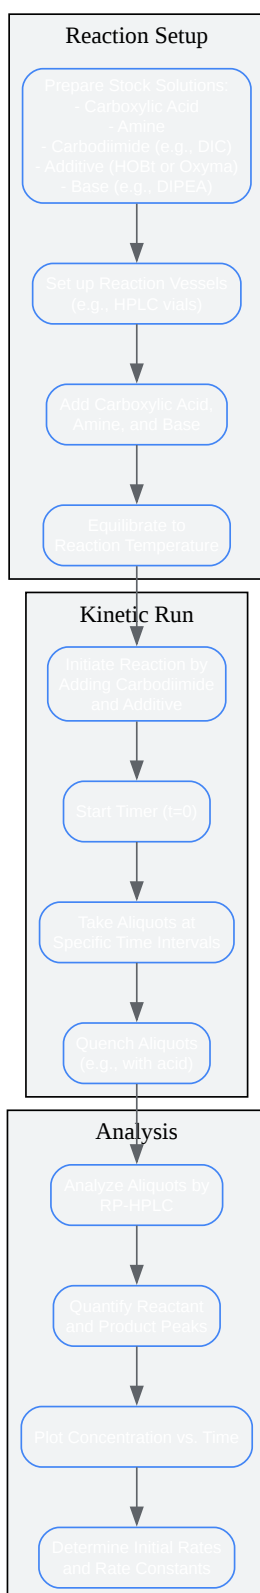 Reaction Setup
Prepare Stock Solutions:
- Carboxylic Acid
- Amine
- Carbodiimide (e.g., DIC)
- Additive (HOBt or Oxyma)
- Base (e.g., DIPEA)
Set up Reaction Vessels
(e.g., HPLC vials)
Add Carboxylic Acid,
Amine, and Base
Equilibrate to
Reaction Temperature
Kinetic Run
Initiate Reaction by
Adding Carbodiimide
and Additive
Start Timer (t=0)
Take Aliquots at
Specific Time Intervals
Quench Aliquots
(e.g., with acid)
Analysis
Analyze Aliquots by
RP-HPLC
Quantify Reactant
and Product Peaks
Plot Concentration vs. Time
Determine Initial Rates
and Rate Constants